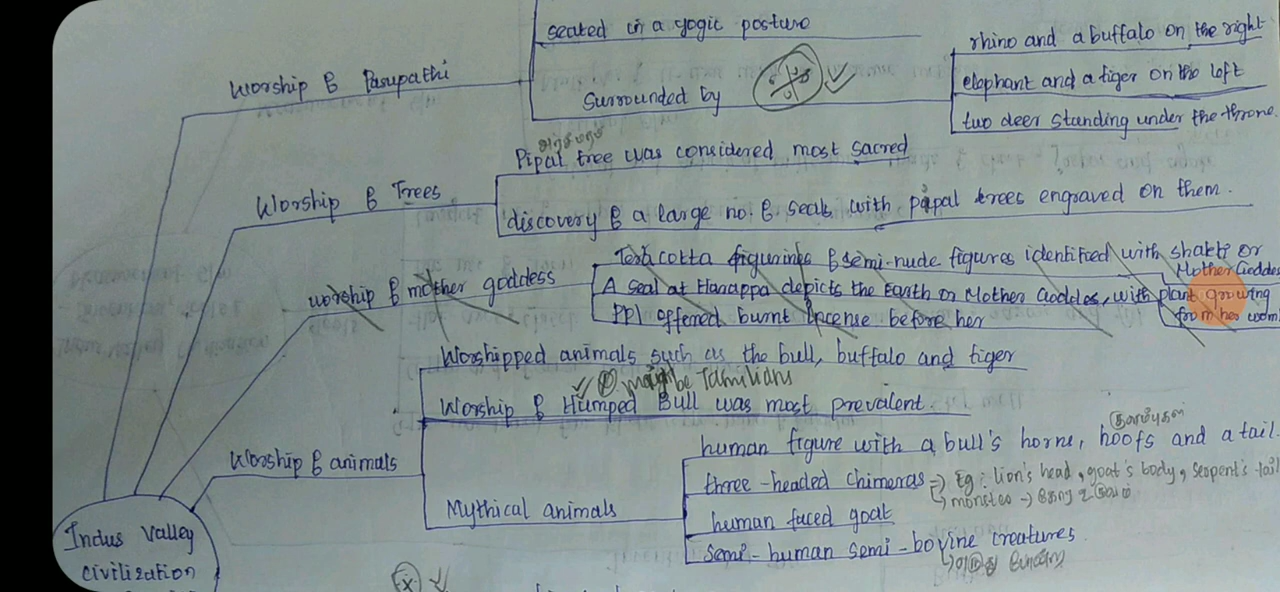 seated in a yogic posture
Worship of Pasupathi
Surrounded by
rhino and a buffalo on the right
elephant and a tiger on the left
two deer standing under the throne.
Pipal tree was considered most sacred
Worship of Trees
discovery of a large no. of seals with pipal trees engraved on them.
worship of mother goddess
Terracotta figurines of semi-nude figures identified with shakti or Mother Goddes
A seal at Harappa depicts the Earth or Mother Goddes, with plant growing from her wom
PPl offered burnt incense before her
Worshipped animals such as the bull, buffalo and tiger
might be Tamilians
Worship of Humped Bull was most prevalent.
Worship of animals
Mythical animals
human figure with a bull's horns, hoofs and a tail.
three-headed chimeras => Eg: lion's head, goat's body, serpent's tail
human faced goat
Semi-human semi-bovine creatures.
Indus Valley
civilization